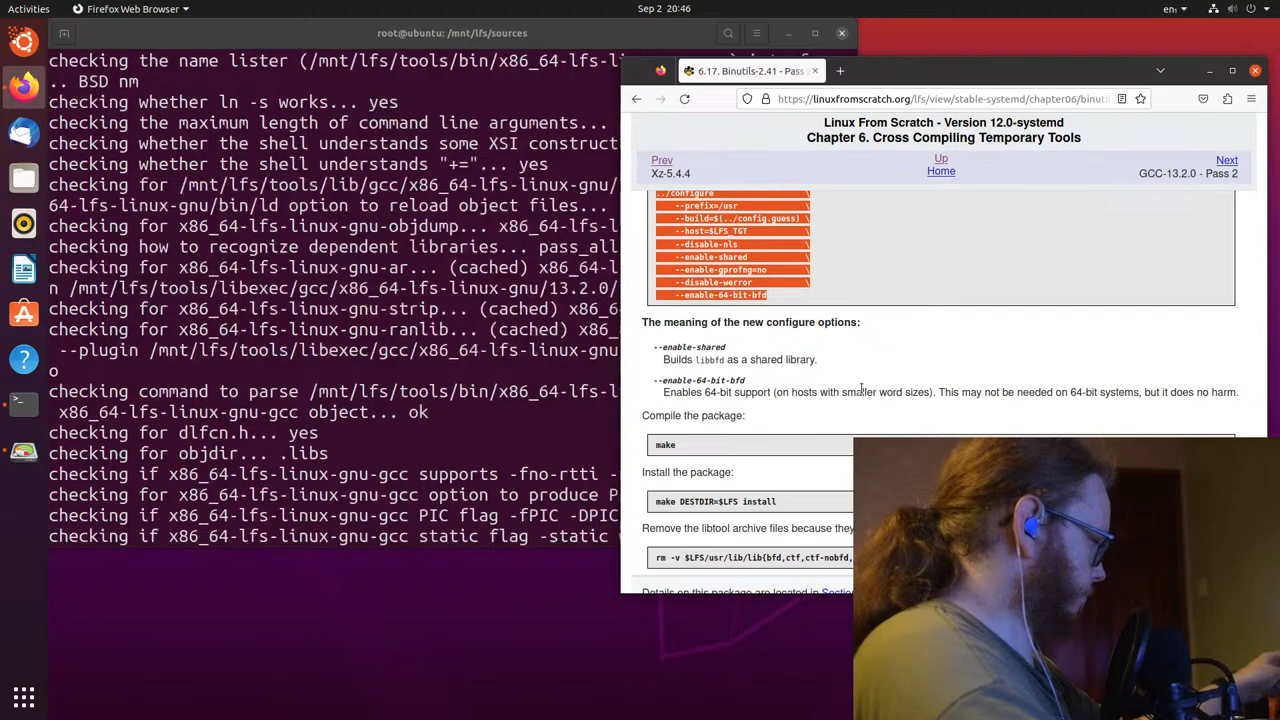 Activities
Firefox Web Browser
Sep 2 20:46
en
root@ubuntu: /mnt/lfs/sources
checking the name lister (/mnt/lfs/tools/bin/x86_64-lfs-li
.. BSD nm
checking whether ln -s works... yes
checking the maximum length of command line arguments...
checking whether the shell understands some XSI construct
checking whether the shell understands "+="... yes
checking for /mnt/lfs/tools/lib/gcc/x86_64-lfs-linux-gnu/
64-lfs-linux-gnu/bin/ld option to reload object files...
checking for x86_64-lfs-linux-gnu-objdump... x86_64-lfs-l
checking how to recognize dependent libraries... pass_all
checking for x86_64-lfs-linux-gnu-ar... (cached) x86_64-l
n /mnt/lfs/tools/libexec/gcc/x86_64-lfs-linux-gnu/13.2.0/
checking for x86_64-lfs-linux-gnu-strip... (cached) x86_6
checking for x86_64-lfs-linux-gnu-ranlib... (cached) x86_
--plugin /mnt/lfs/tools/libexec/gcc/x86_64-lfs-linux-gnu
o
checking command to parse /mnt/lfs/tools/lib/gcc/x86_64-l
x86_64-lfs-linux-gnu-gcc object... ok
checking for dlfcn.h... yes
checking for objdir... .libs
checking if x86_64-lfs-linux-gnu-gcc supports -fno-rtti -
checking for x86_64-lfs-linux-gnu-gcc option to produce P
checking if x86_64-lfs-linux-gnu-gcc PIC flag -fPIC -DPIC
checking if x86_64-lfs-linux-gnu-gcc static flag -static
6.17. Binutils-2.41 - Pass
https://linuxfromscratch.org/lfs/view/stable-systemd/chapter06/binuti
Linux From Scratch - Version 12.0-systemd
Chapter 6. Cross Compiling Temporary Tools
Prev
Xz-5.4.4
Up
Home
Next
GCC-13.2.0 - Pass 2
../configure
--prefix=/usr \
--build=$(../config.guess) \
--host=$LFS_TGT \
--disable-nls \
--enable-shared \
--enable-gprofng=no \
--disable-werror \
--enable-64-bit-bfd
The meaning of the new configure options:
--enable-shared
Builds libbfd as a shared library.
--enable-64-bit-bfd
Enables 64-bit support (on hosts with smaller word sizes). This may not be needed on 64-bit systems, but it does no harm.
Compile the package:
make
Install the package:
make DESTDIR=$LFS install
Remove the libtool archive files because they
rm -v $LFS/usr/lib/lib{bfd,ctf,ctf-nobfd,
Details on this package are located in Section